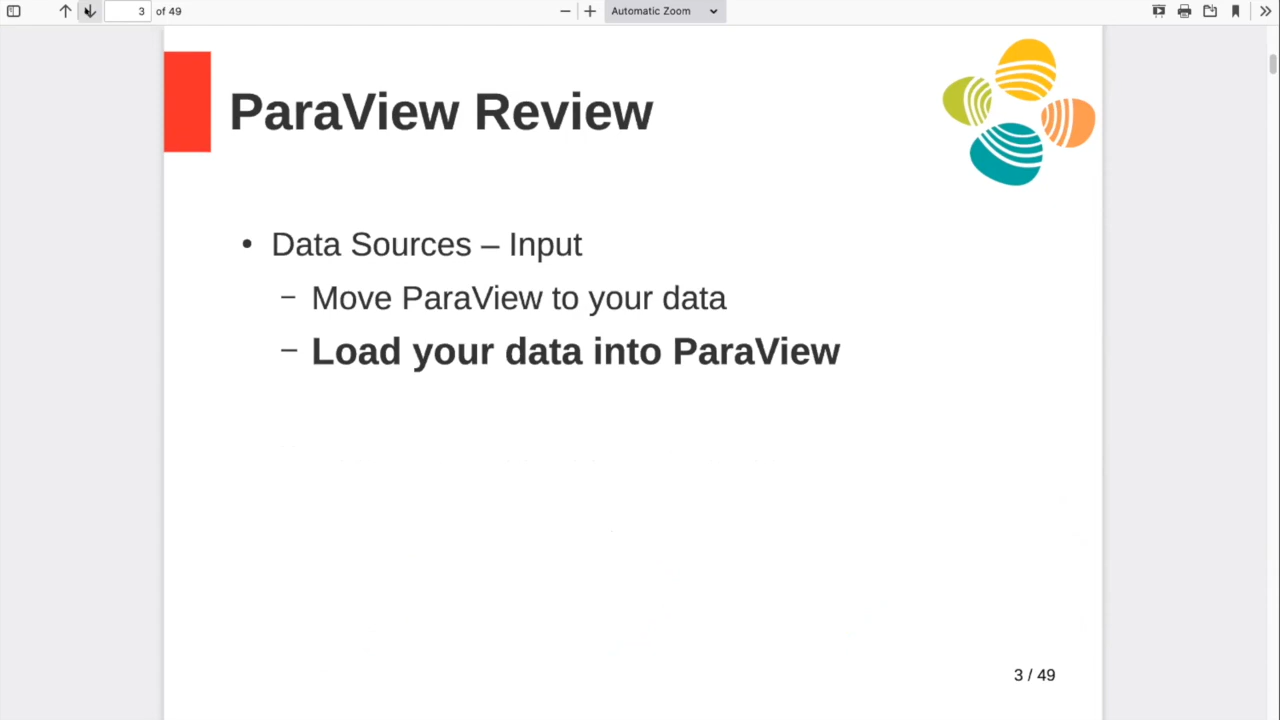 3 of 49 Automatic Zoom
ParaView Review
• Data Sources – Input
– Move ParaView to your data
– Load your data into ParaView
3 / 49